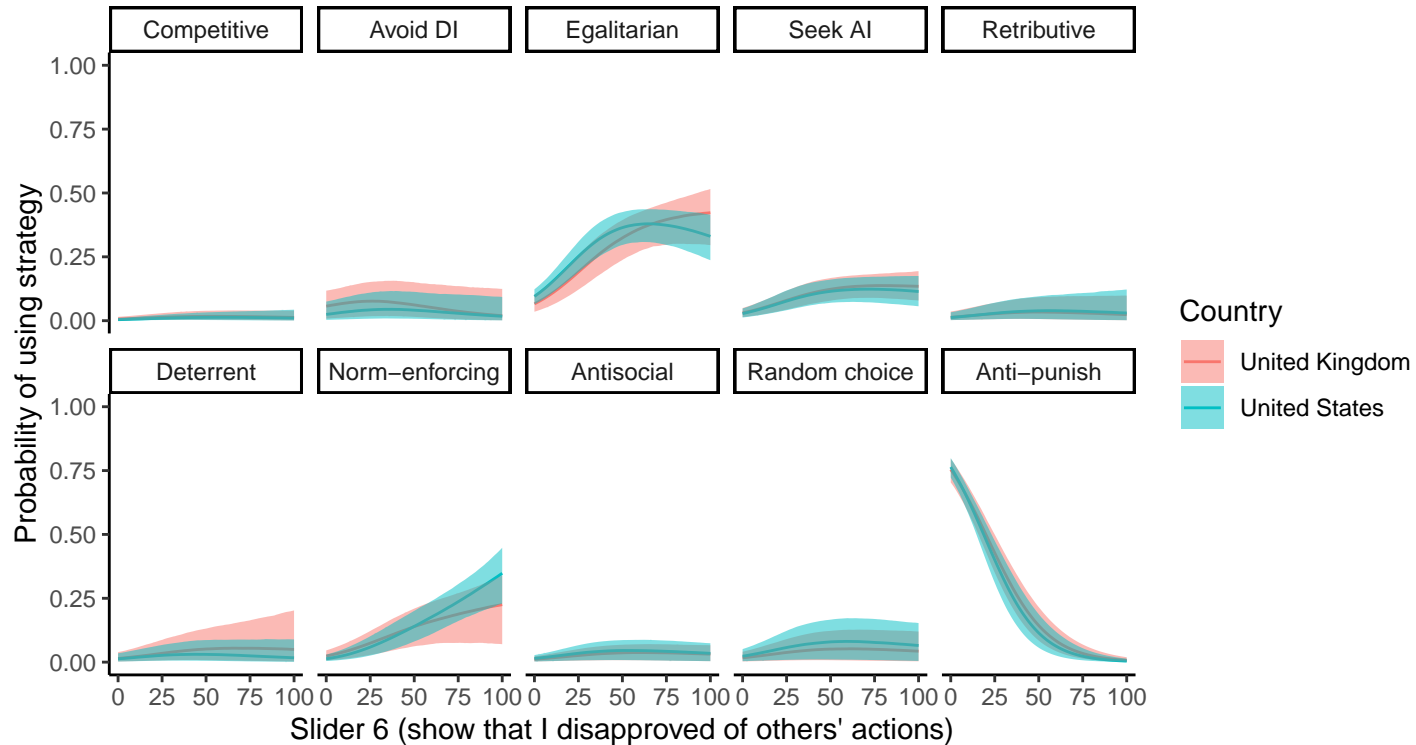 Competitive
Avoid DI
Egalitarian
Seek AI
Retributive
1.00
0.75
0.50
0.25
0.00
Deterrent
Norm−enforcing
Antisocial
Random choice
Anti−punish
1.00
0.75
0.50
0.25
0.00
0 25 50 75 100
0 25 50 75 100
0 25 50 75 100
0 25 50 75 100
0 25 50 75 100
Slider 6 (show that I disapproved of others' actions)
Probability of using strategy
Country
United Kingdom
United States